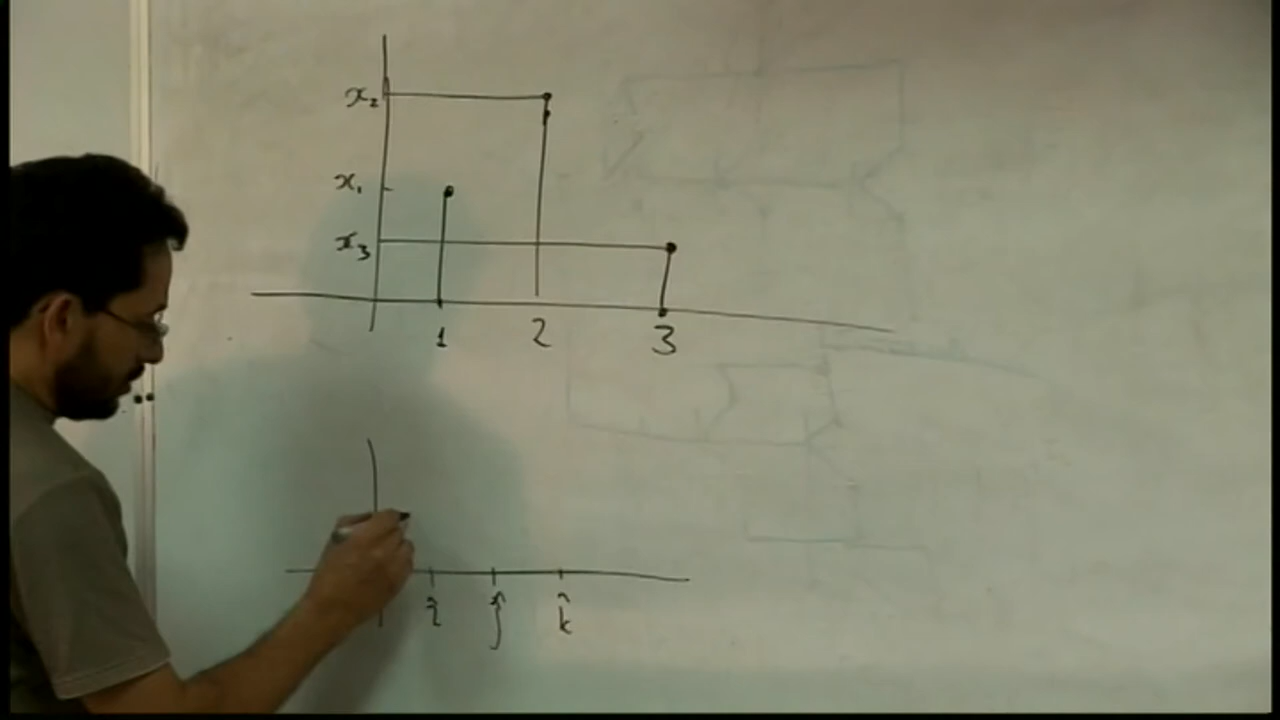 x₂
x₁
x₃
1 2 3
î ĵ k̂